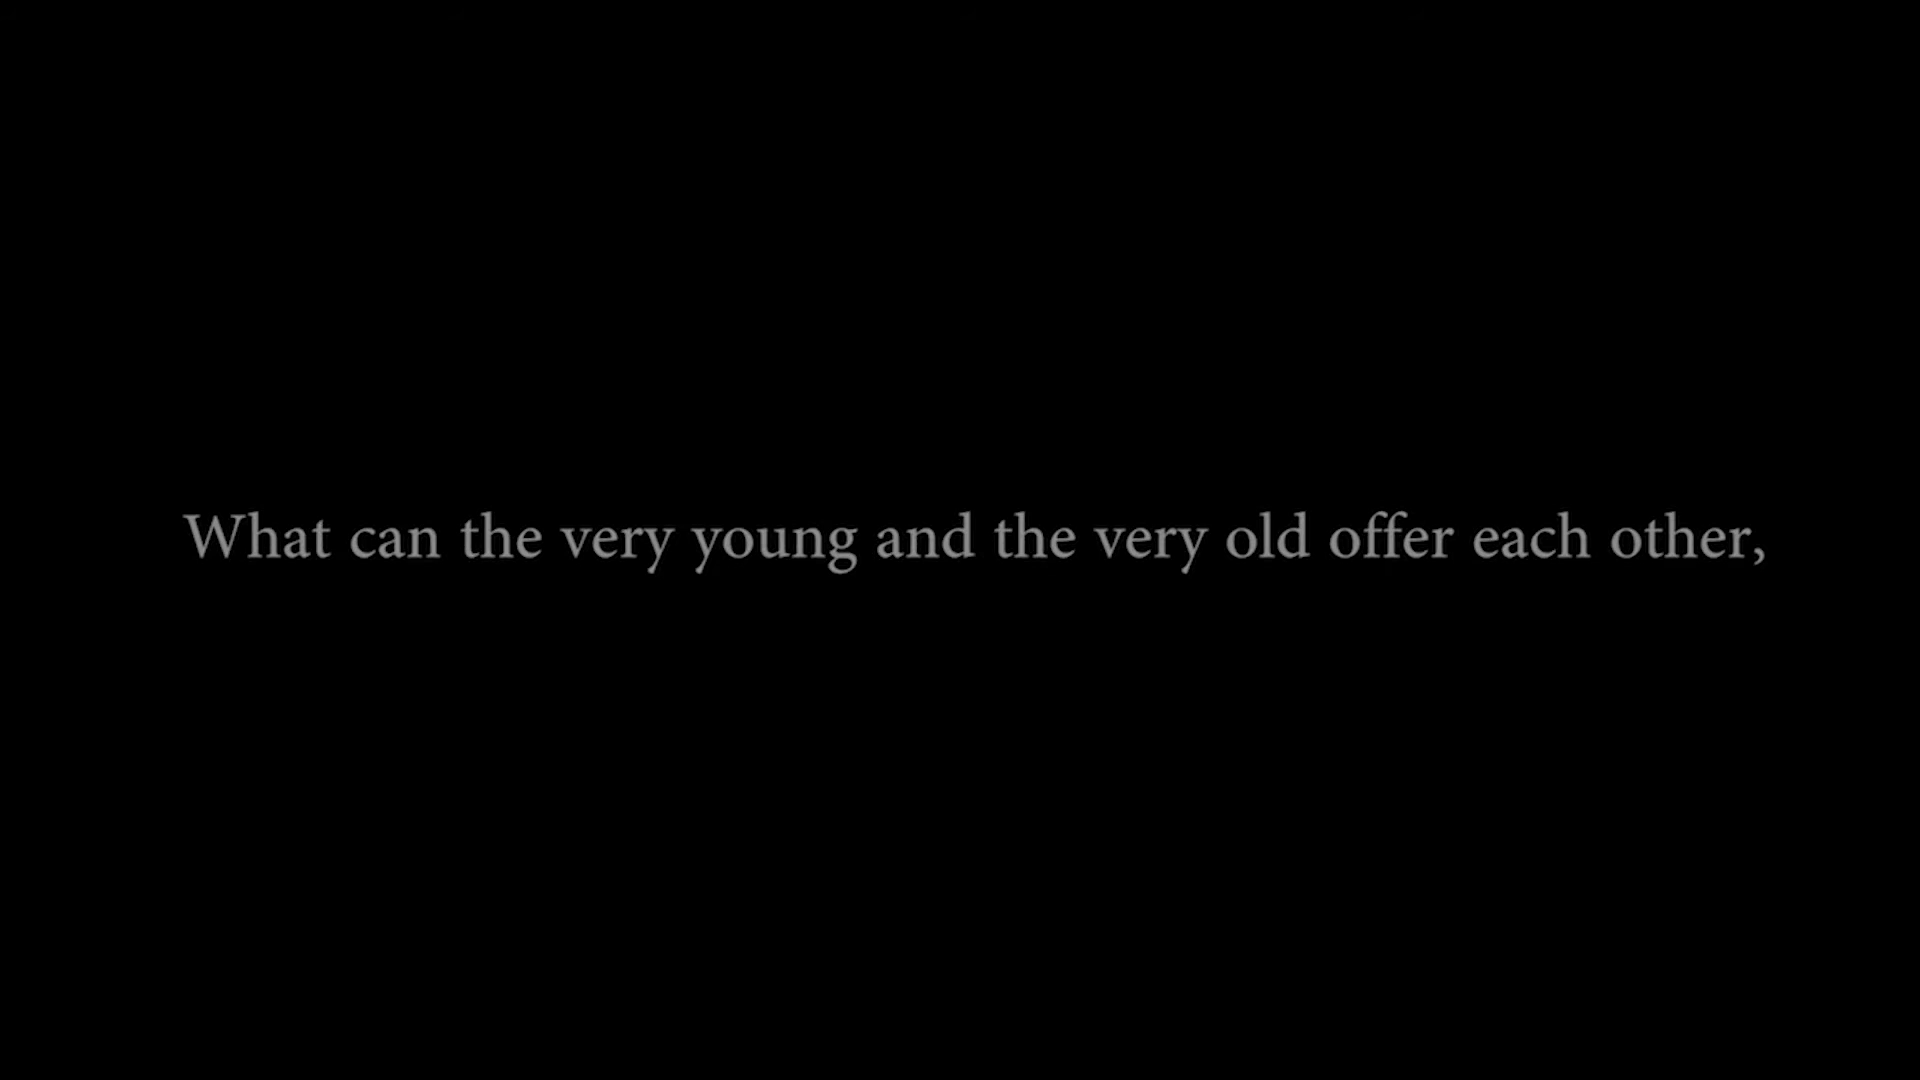 What can the very young and the very old offer each other,